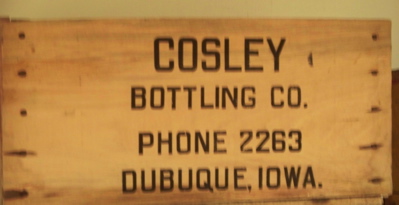 COSLEY
BOTTLING CO.
PHONE 2263
DUBUQUE, IOWA.